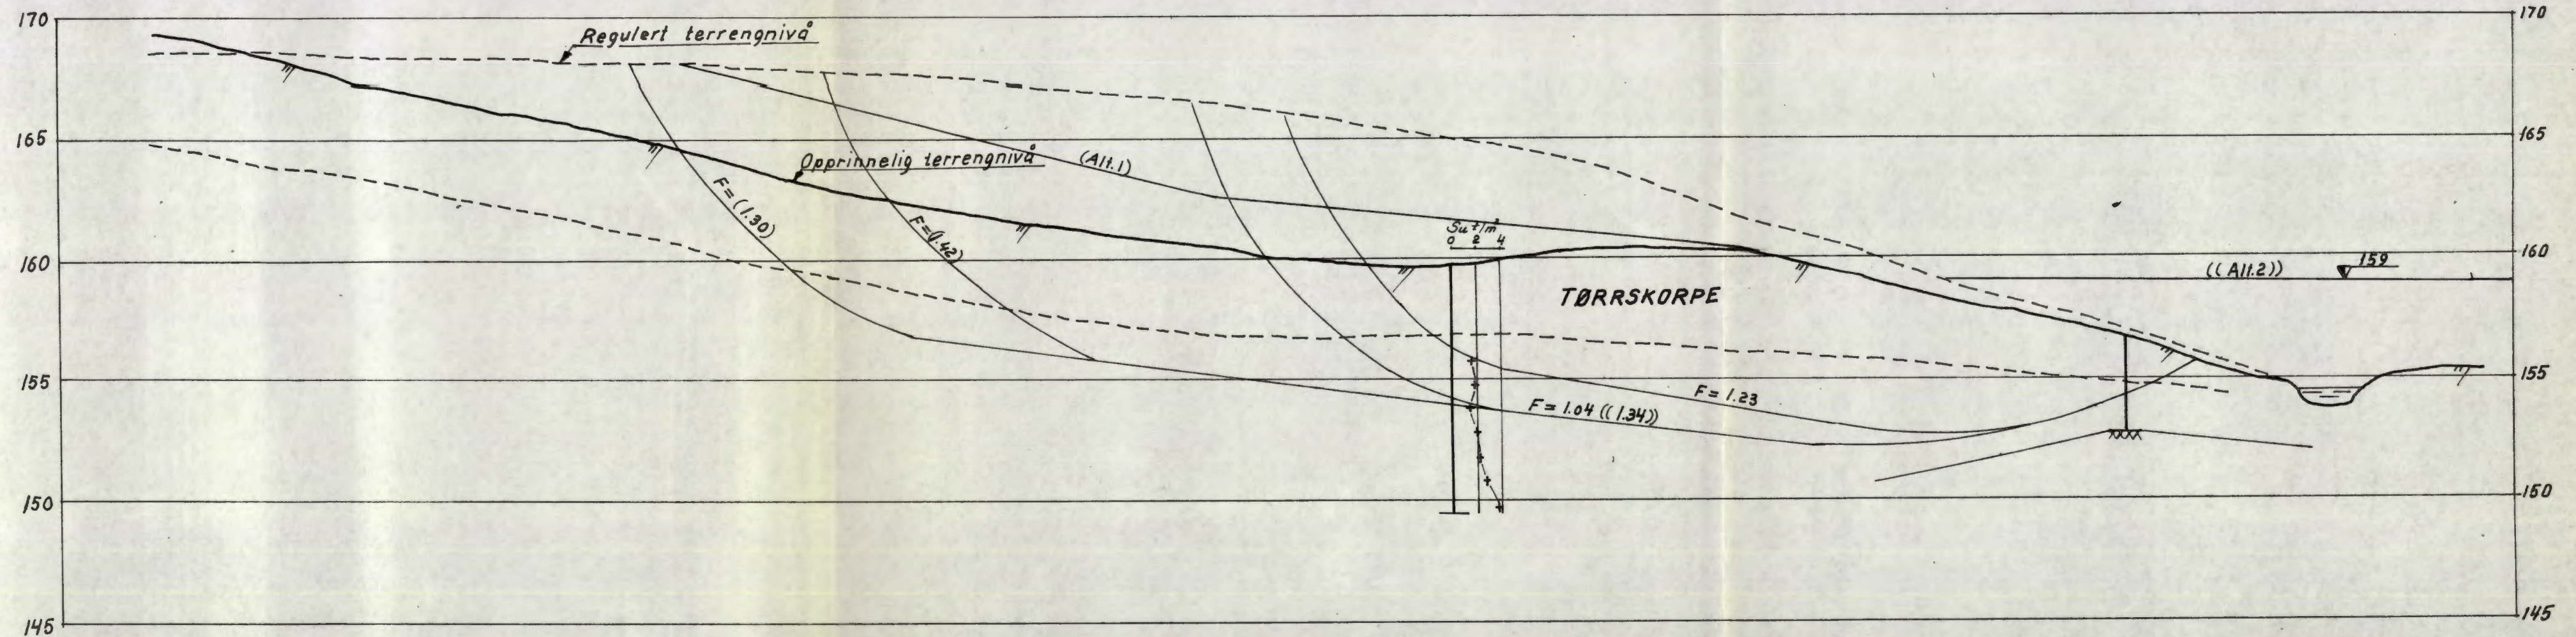 170
170
Regulert terrengnivå
165
165
Opprinnelig terrengnivå
(Alt.1)
F=(1.30)
F=(1.42)
Su t/m²
0 2 4
160
160
((Alt.2))
159
TØRRSKORPE
155
155
F=1.23
F=1.04 ((1.34))
150
150
145
145